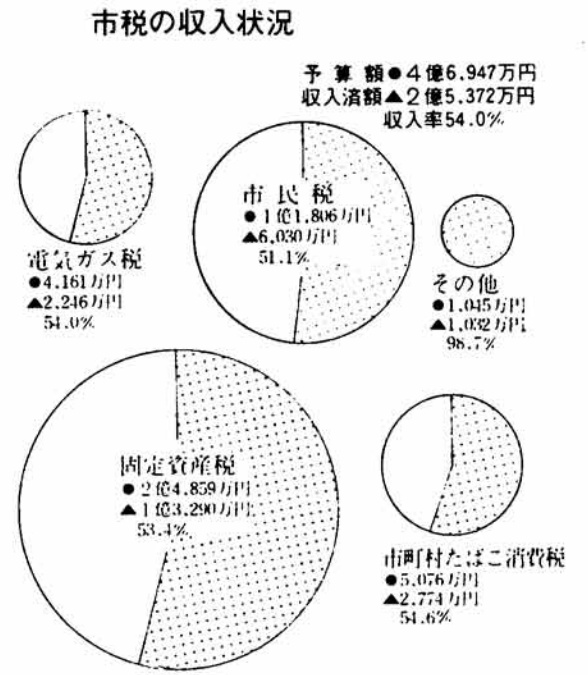 市税の収入状況
予算額●4億6,947万円
収入済額▲2億5,372万円
収入率54.0%
電気ガス税
●4,161万円
▲2,246万円
54.0%
市民税
●1億1,806万円
▲6,030万円
51.1%
その他
●1,045万円
▲1,032万円
98.7%
固定資産税
●2億4,859万円
▲1億3,290万円
53.4%
市町村たばこ消費税
●5,076万円
▲2,774万円
54.6%